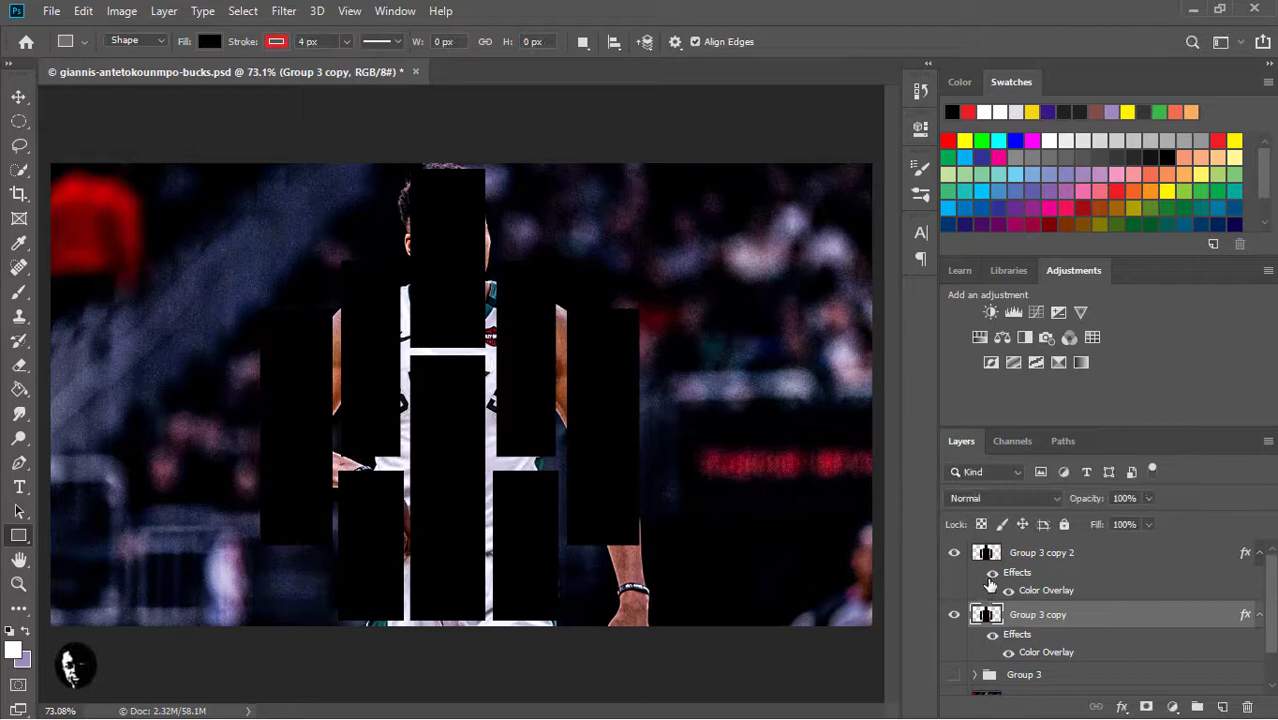 Ps File Edit Image Layer Type Select Filter 3D View Window Help
Shape Fill: Stroke: 4 px W: 0 px H: 0 px Align Edges
© giannis-antetokounmpo-bucks.psd @ 73.1% (Group 3 copy, RGB/8#) * ×
Color Swatches
Learn Libraries Adjustments
Add an adjustment
Layers Channels Paths
Kind
Normal Opacity: 100%
Lock: Fill: 100%
Group 3 copy 2 fx
Effects
Color Overlay
Group 3 copy fx
Effects
Color Overlay
Group 3
73.08% Doc: 2.32M/58.1M